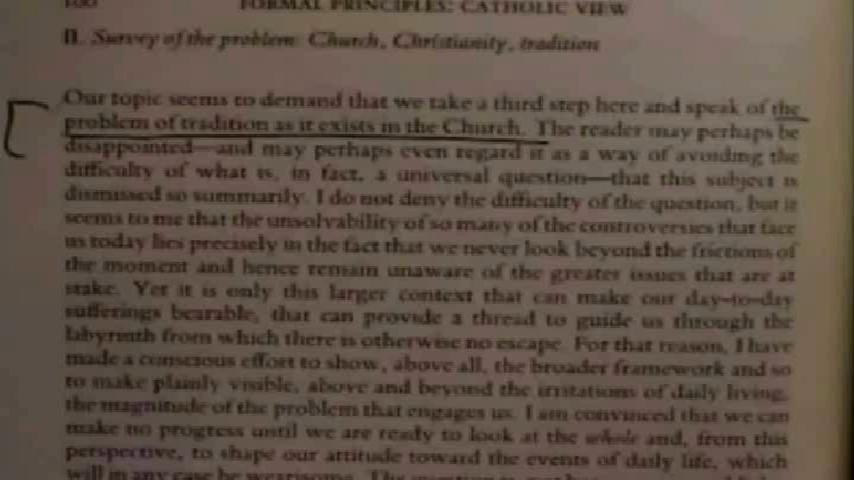 100 FORMAL PRINCIPLES: CATHOLIC VIEW
II. Survey of the problem: Church, Christianity, tradition
Our topic seems to demand that we take a third step here and speak of the
problem of tradition as it exists in the Church. The reader may perhaps be
disappointed—and may perhaps even regard it as a way of avoiding the
difficulty of what is, in fact, a universal question—that this subject is
dismissed so summarily. I do not deny the difficulty of the question, but it
seems to me that the unsolvability of so many of the controversies that face
us today lies precisely in the fact that we never look beyond the frictions of
the moment and hence remain unaware of the greater issues that are at
stake. Yet it is only this larger context that can make our day-to-day
sufferings bearable, that can provide a thread to guide us through the
labyrinth from which there is otherwise no escape. For that reason, I have
made a conscious effort to show, above all, the broader framework and so
to make plainly visible, above and beyond the irritations of daily living,
the magnitude of the problem that engages us. I am convinced that we can
make no progress until we are ready to look at the whole and, from this
perspective, to shape our attitude toward the events of daily life, which
will in any case be wearisome. The